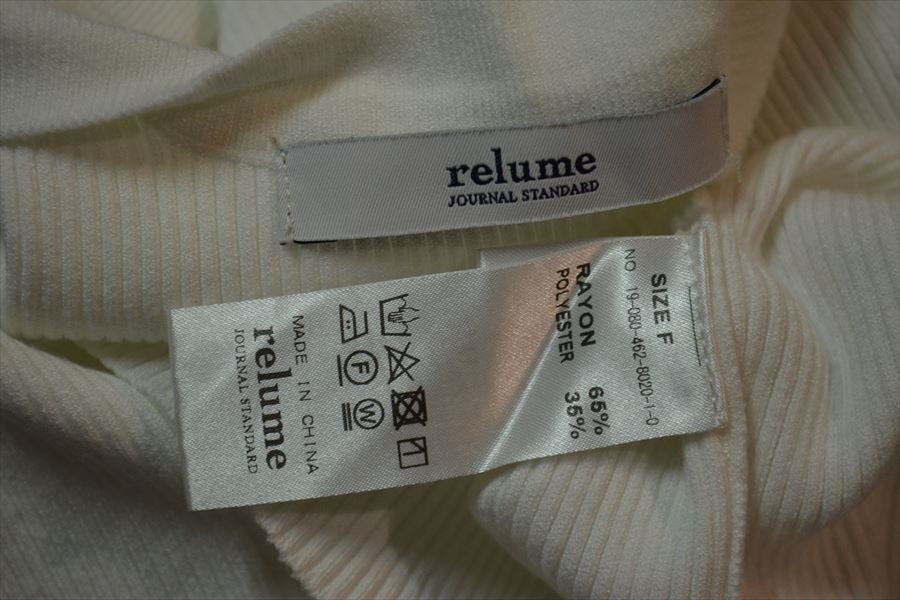 relume
JOURNAL STANDARD
SIZE F
NO 19-080-462-8020-1-0
RAYON 65%
POLYESTER 35%
F
W
MADE IN CHINA
relume
JOURNAL STANDARD